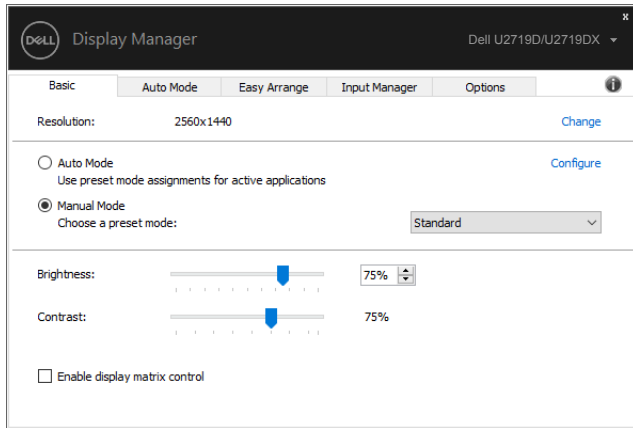 DELL Display Manager Dell U2719D/U2719DX
x
Basic Auto Mode Easy Arrange Input Manager Options i
Resolution: 2560x1440 Change
Auto Mode Configure
Use preset mode assignments for active applications
Manual Mode
Choose a preset mode: Standard
Brightness: 75%
Contrast: 75%
Enable display matrix control